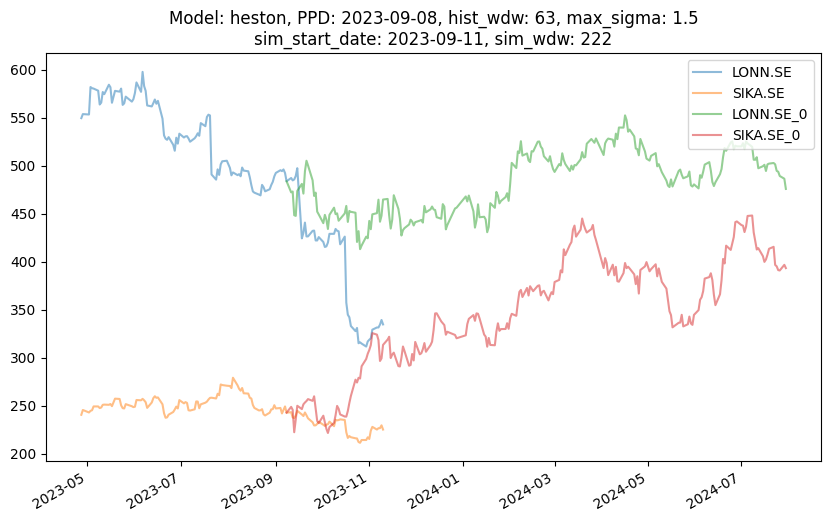 Model: heston, PPD: 2023-09-08, hist_wdw: 63, max_sigma: 1.5
sim_start_date: 2023-09-11, sim_wdw: 222
LONN.SE
SIKA.SE
LONN.SE_0
SIKA.SE_0
600
550
500
450
400
350
300
250
200
2023-05
2023-07
2023-09
2023-11
2024-01
2024-03
2024-05
2024-07